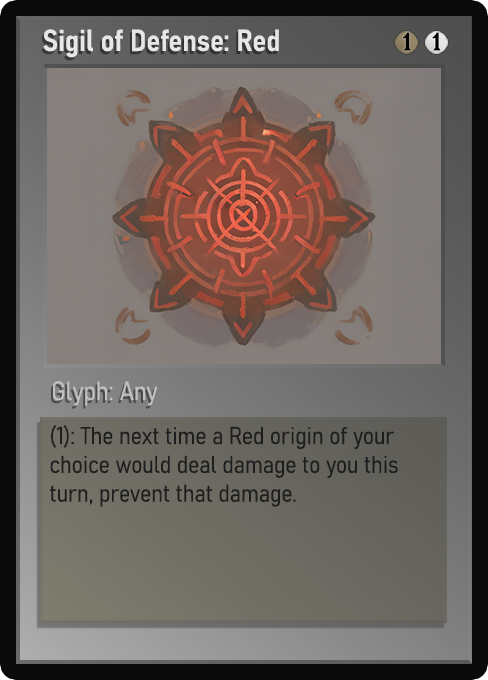 Sigil of Defense: Red 1 1
Glyph: Any
(1): The next time a Red origin of your
choice would deal damage to you this
turn, prevent that damage.